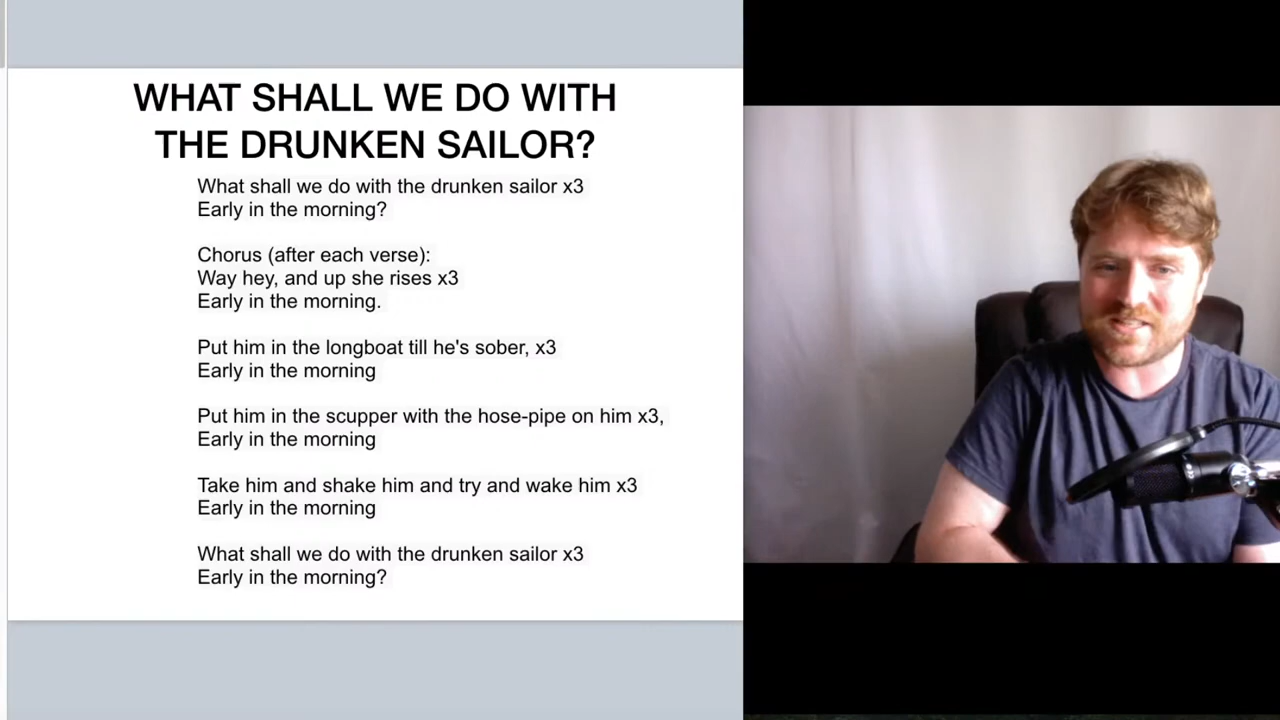 WHAT SHALL WE DO WITH
THE DRUNKEN SAILOR?
What shall we do with the drunken sailor x3
Early in the morning?
Chorus (after each verse):
Way hey, and up she rises x3
Early in the morning.
Put him in the longboat till he's sober, x3
Early in the morning
Put him in the scupper with the hose-pipe on him x3,
Early in the morning
Take him and shake him and try and wake him x3
Early in the morning
What shall we do with the drunken sailor x3
Early in the morning?